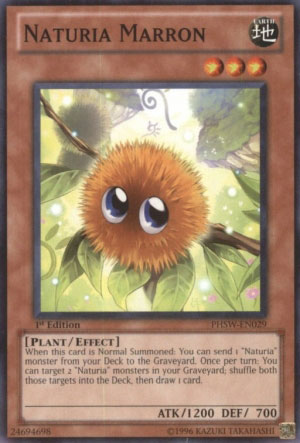 NATURIA MARRON
EARTH
地
1st Edition
PHSW-EN029
[PLANT/EFFECT]
When this card is Normal Summoned: You can send 1 "Naturia"
monster from your Deck to the Graveyard. Once per turn: You
can target 2 "Naturia" monsters in your Graveyard; shuffle both
those targets into the Deck, then draw 1 card.
ATK/1200 DEF/ 700
24694698
©1996 KAZUKI TAKAHASHI